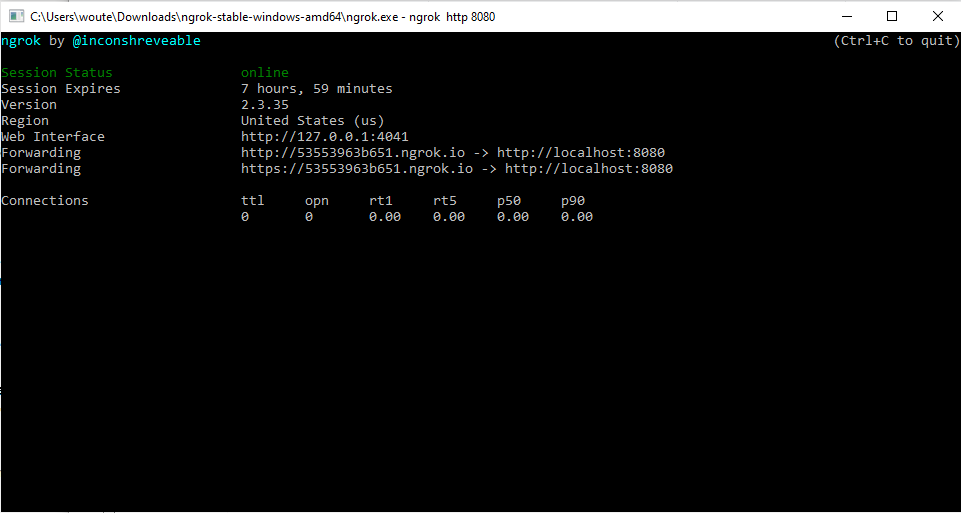 C:\Users\woute\Downloads\ngrok-stable-windows-amd64\ngrok.exe - ngrok  http 8080
ngrok by @inconshreveable (Ctrl+C to quit)
Session Status online
Session Expires 7 hours, 59 minutes
Version 2.3.35
Region United States (us)
Web Interface http://127.0.0.1:4041
Forwarding http://53553963b651.ngrok.io -> http://localhost:8080
Forwarding https://53553963b651.ngrok.io -> http://localhost:8080
Connections ttl opn rt1 rt5 p50 p90
0 0 0.00 0.00 0.00 0.00